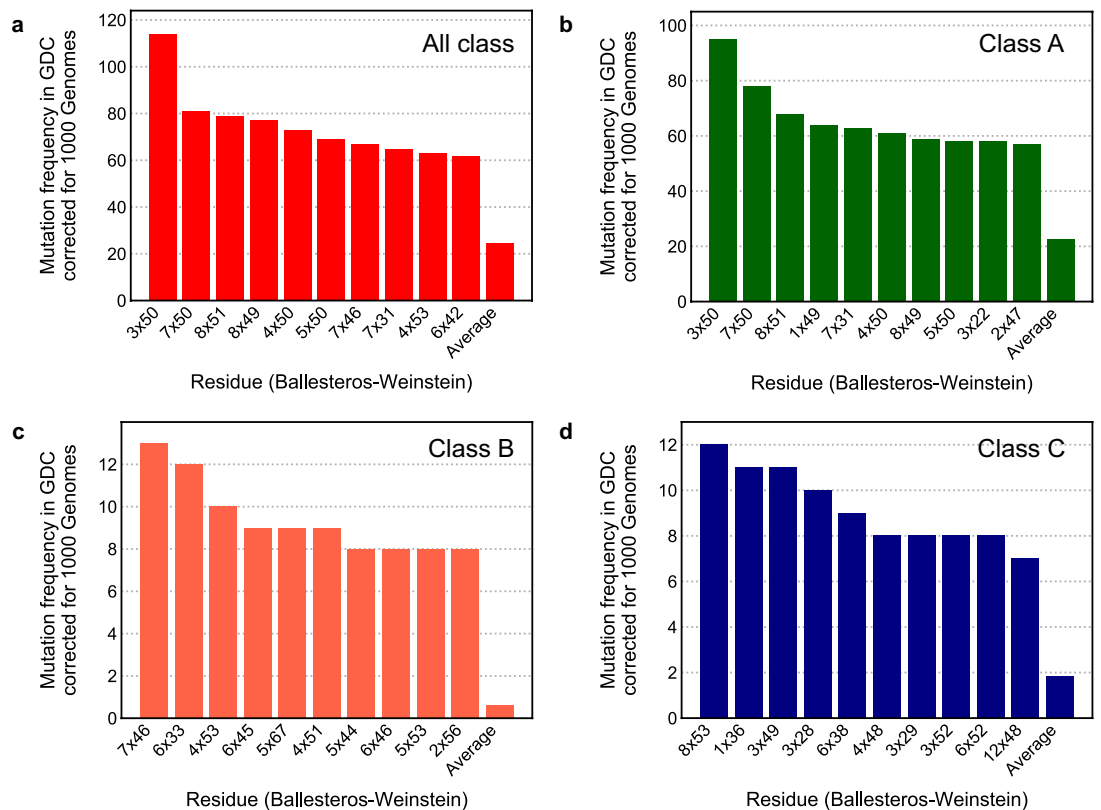 a
All class
Mutation frequency in GDC
corrected for 1000 Genomes
120
100
80
60
40
20
0
3x50
7x50
8x51
8x49
4x50
5x50
7x46
7x31
4x53
6x42
Average
Residue (Ballesteros-Weinstein)
b
Class A
Mutation frequency in GDC
corrected for 1000 Genomes
100
80
60
40
20
0
3x50
7x50
8x51
1x49
7x31
4x50
8x49
5x50
3x22
2x47
Average
Residue (Ballesteros-Weinstein)
c
Class B
Mutation frequency in GDC
corrected for 1000 Genomes
12
10
8
6
4
2
0
7x46
6x33
4x53
6x45
5x67
4x51
5x44
6x46
5x53
2x56
Average
Residue (Ballesteros-Weinstein)
d
Class C
Mutation frequency in GDC
corrected for 1000 Genomes
12
10
8
6
4
2
0
8x53
1x36
3x49
3x28
6x38
4x48
3x29
3x52
6x52
12x48
Average
Residue (Ballesteros-Weinstein)